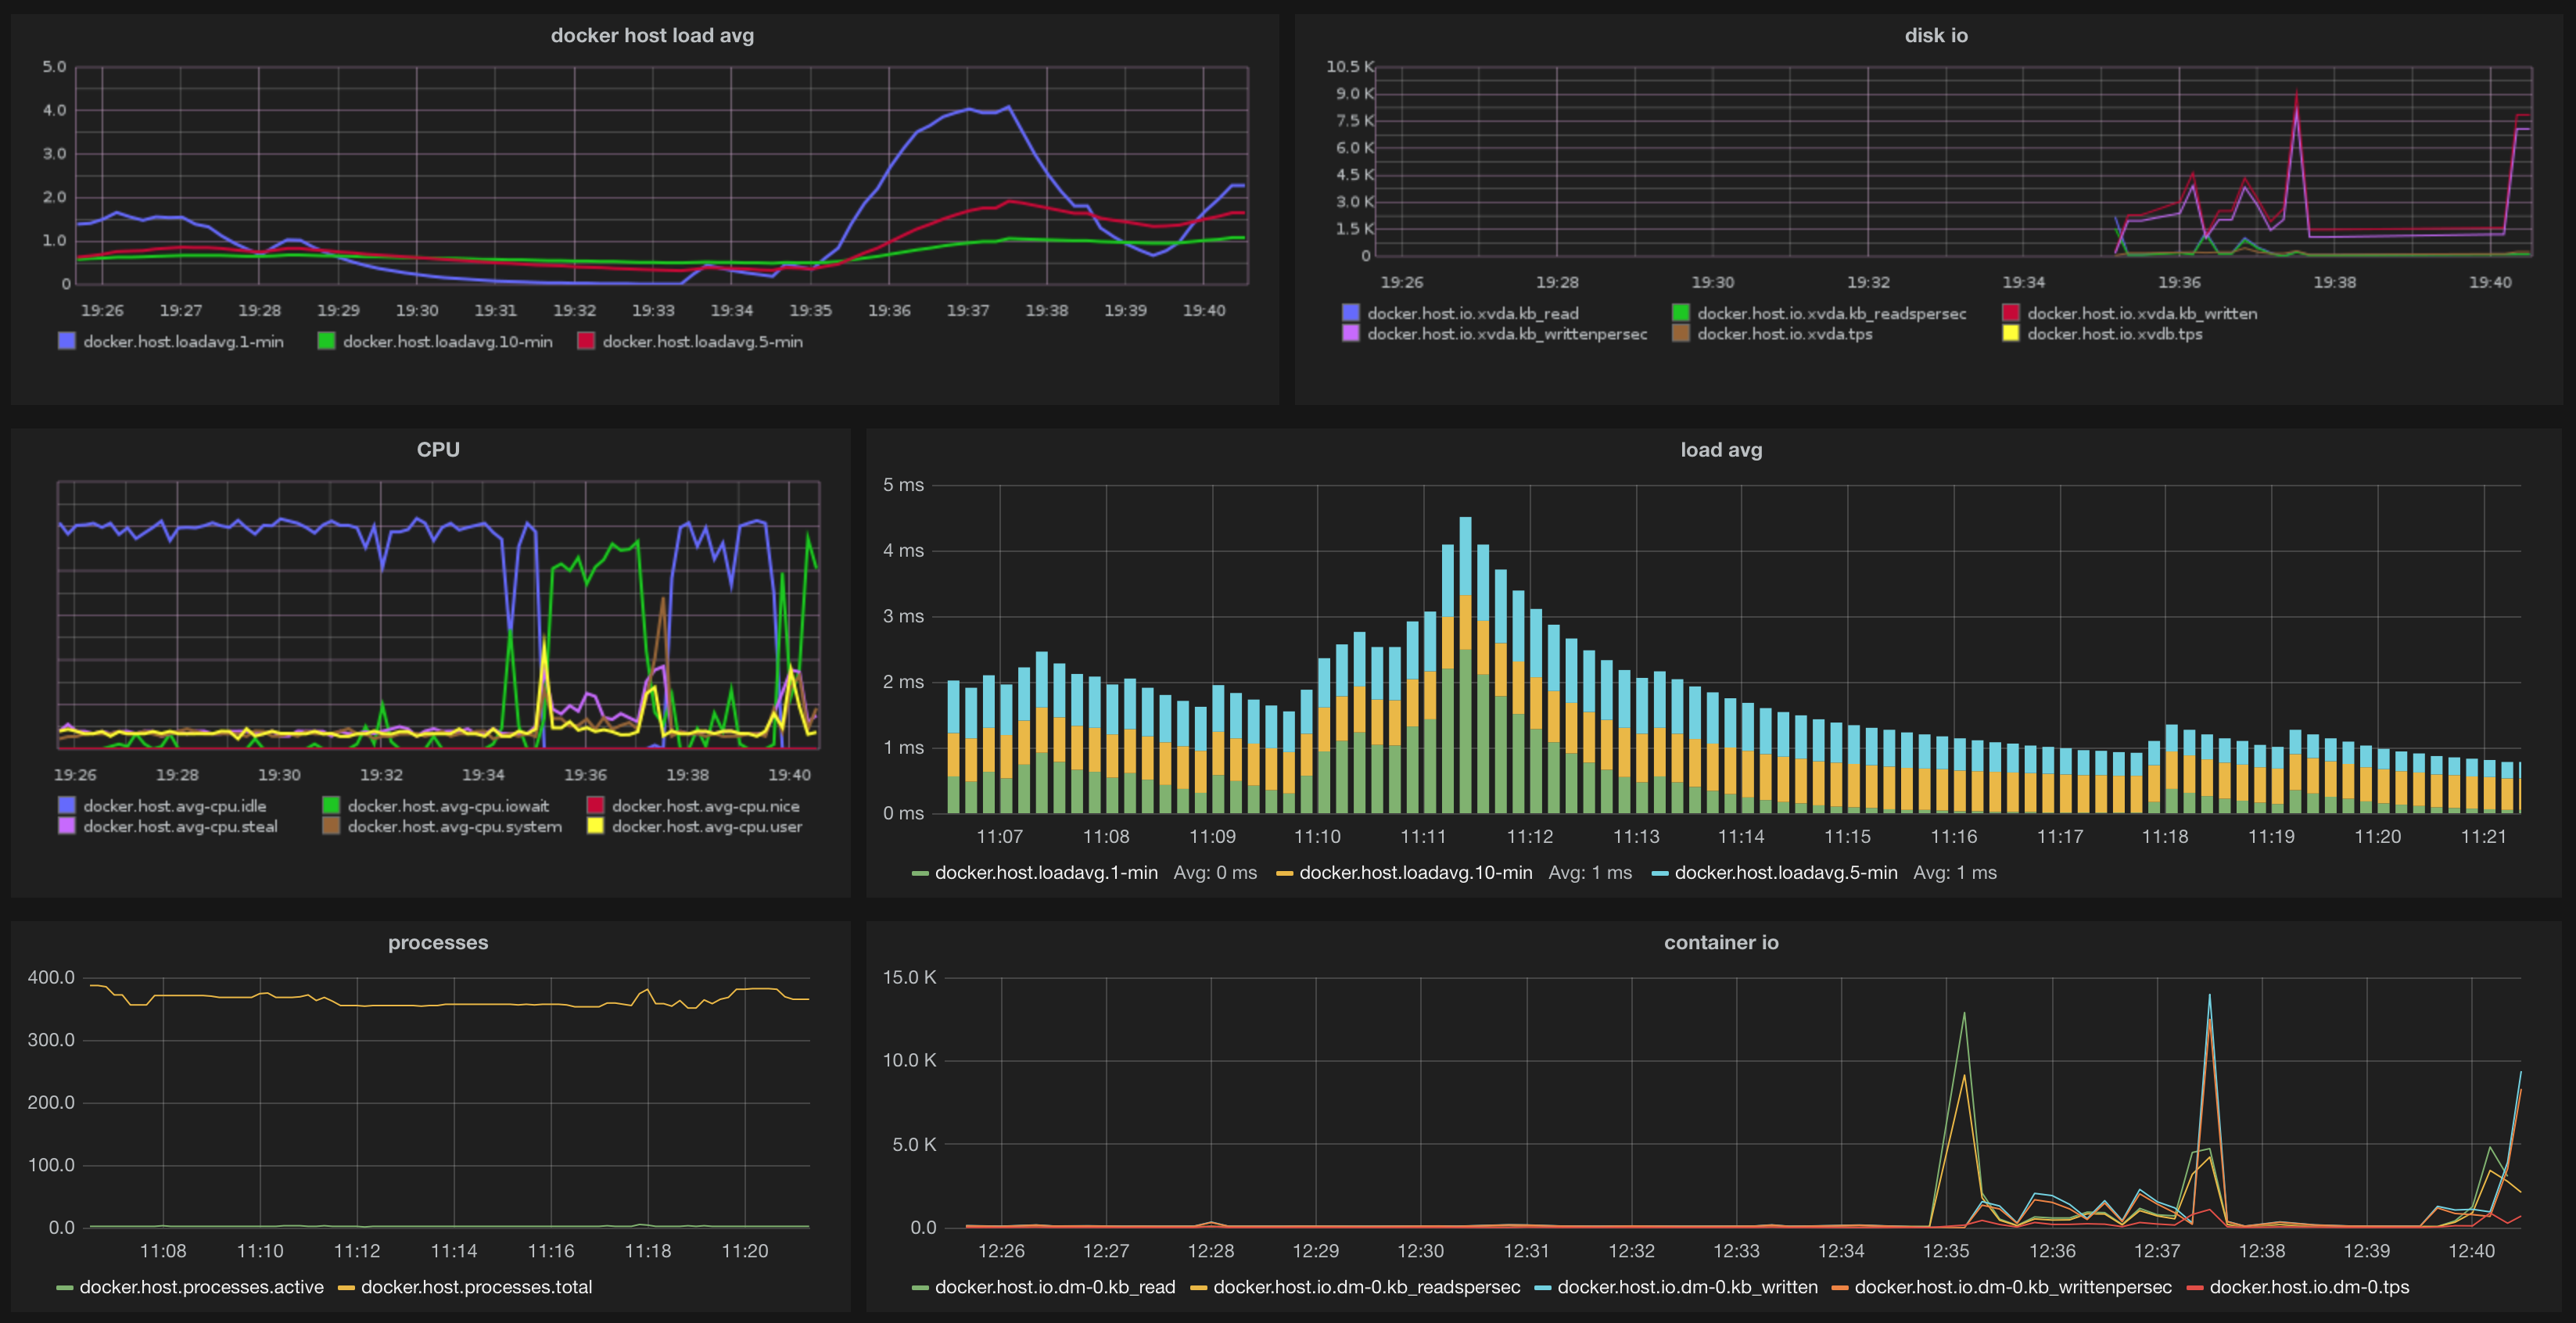 docker host load avg
5.0
4.0
3.0
2.0
1.0
0
19:26 19:27 19:28 19:29 19:30 19:31 19:32 19:33 19:34 19:35 19:36 19:37 19:38 19:39 19:40
docker.host.loadavg.1-min docker.host.loadavg.10-min docker.host.loadavg.5-min
disk io
10.5 K
9.0 K
7.5 K
6.0 K
4.5 K
3.0 K
1.5 K
0
19:26 19:28 19:30 19:32 19:34 19:36 19:38 19:40
docker.host.io.xvda.kb_read docker.host.io.xvda.kb_readspersec docker.host.io.xvda.kb_written
docker.host.io.xvda.kb_writtenpersec docker.host.io.xvda.tps docker.host.io.xvdb.tps
CPU
19:26 19:28 19:30 19:32 19:34 19:36 19:38 19:40
docker.host.avg-cpu.idle docker.host.avg-cpu.iowait docker.host.avg-cpu.nice
docker.host.avg-cpu.steal docker.host.avg-cpu.system docker.host.avg-cpu.user
load avg
5 ms
4 ms
3 ms
2 ms
1 ms
0 ms
11:07 11:08 11:09 11:10 11:11 11:12 11:13 11:14 11:15 11:16 11:17 11:18 11:19 11:20 11:21
docker.host.loadavg.1-min Avg: 0 ms docker.host.loadavg.10-min Avg: 1 ms docker.host.loadavg.5-min Avg: 1 ms
processes
400.0
300.0
200.0
100.0
0.0
11:08 11:10 11:12 11:14 11:16 11:18 11:20
docker.host.processes.active docker.host.processes.total
container io
15.0 K
10.0 K
5.0 K
0.0
12:26 12:27 12:28 12:29 12:30 12:31 12:32 12:33 12:34 12:35 12:36 12:37 12:38 12:39 12:40
docker.host.io.dm-0.kb_read docker.host.io.dm-0.kb_readspersec docker.host.io.dm-0.kb_written docker.host.io.dm-0.kb_writtenpersec docker.host.io.dm-0.tps